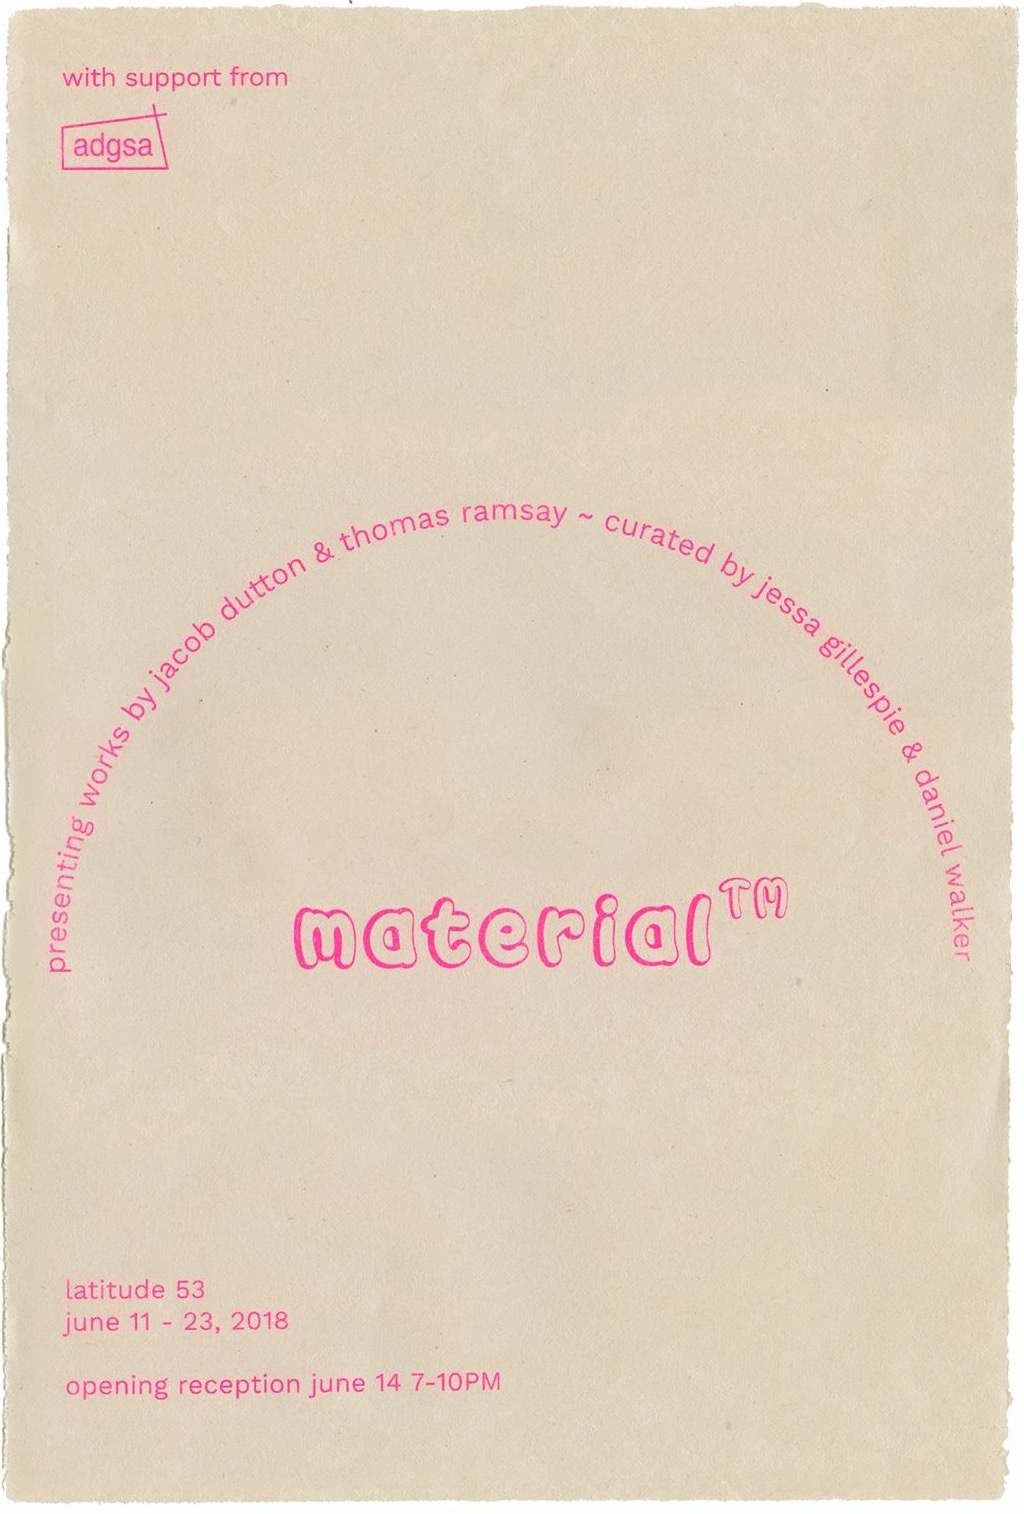 with support from
adgsa
presenting works by jacob dutton & thomas ramsay ~ curated by jessa gillespie & daniel walker
material™
latitude 53
june 11 - 23, 2018
opening reception june 14 7-10PM